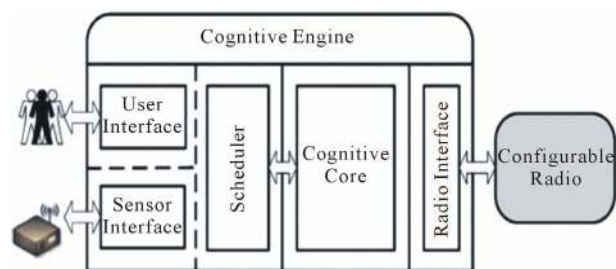 Cognitive Engine
User
Interface
Sensor
Interface
Scheduler
Cognitive
Core
Radio Interface
Configurable
Radio